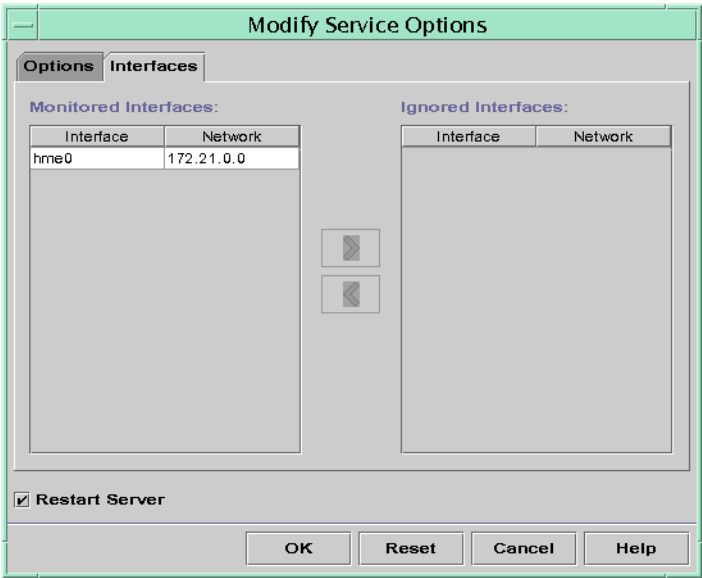 Modify Service Options
Options Interfaces
Monitored Interfaces: Ignored Interfaces:
Interface Network Interface Network
hme0 172.21.0.0
Restart Server
OK Reset Cancel Help